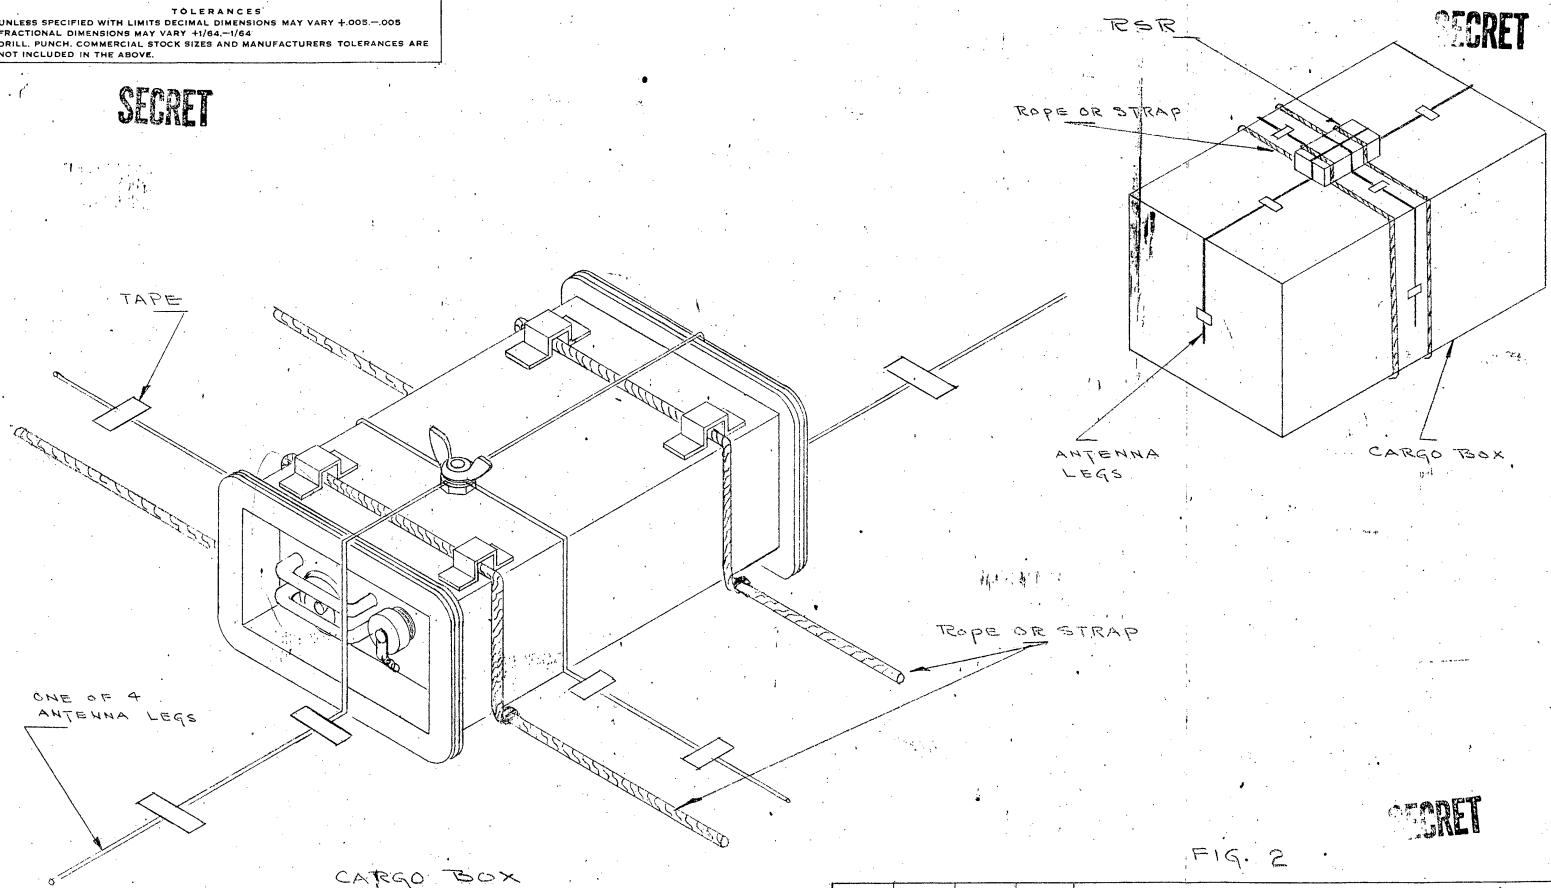 TOLERANCES
UNLESS SPECIFIED WITH LIMITS DECIMAL DIMENSIONS MAY VARY +.005.—.005
FRACTIONAL DIMENSIONS MAY VARY +1/64.—1/64
DRILL, PUNCH, COMMERCIAL STOCK SIZES AND MANUFACTURERS TOLERANCES ARE
NOT INCLUDED IN THE ABOVE.
SECRET
RSR
SECRET
ROPE OR STRAP
TAPE
ANTENNA
LEGS
CARGO BOX
ROPE OR STRAP
ONE OF 4
ANTENNA LEGS
SECRET
FIG. 2
CARGO BOX